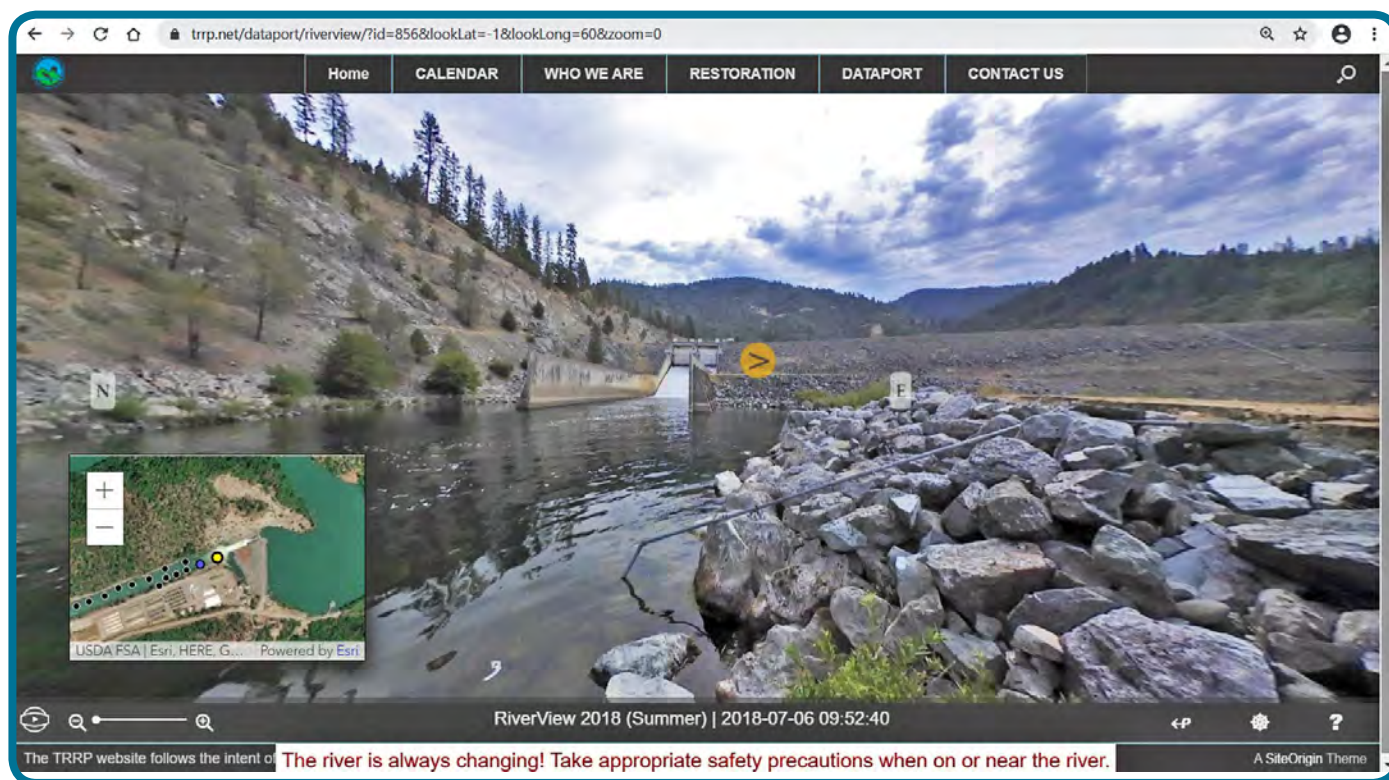 trrp.net/dataport/riverview/?id=856&lookLat=-1&lookLong=60&zoom=0
Home CALENDAR WHO WE ARE RESTORATION DATAPORT CONTACT US
>
N E
+
−
USDA FSA | Esri, HERE, G... Powered by Esri
RiverView 2018 (Summer) | 2018-07-06 09:52:40
?
The TRRP website follows the intent of
The river is always changing! Take appropriate safety precautions when on or near the river.
A SiteOrigin Theme